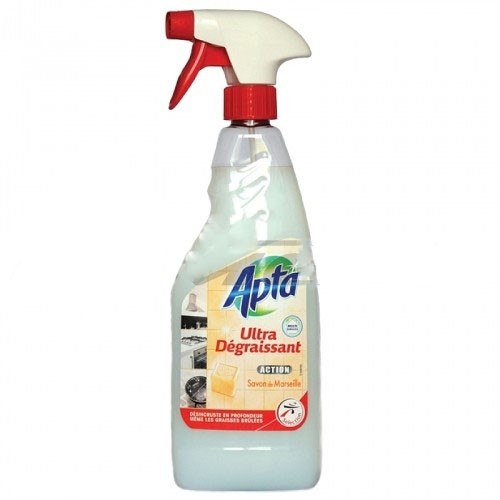 Apta
Ultra
Dégraissant
ACTION
Savon de Marseille
DÉSINCRUSTE EN PROFONDEUR
MÊME LES GRAISSES BRÛLÉES